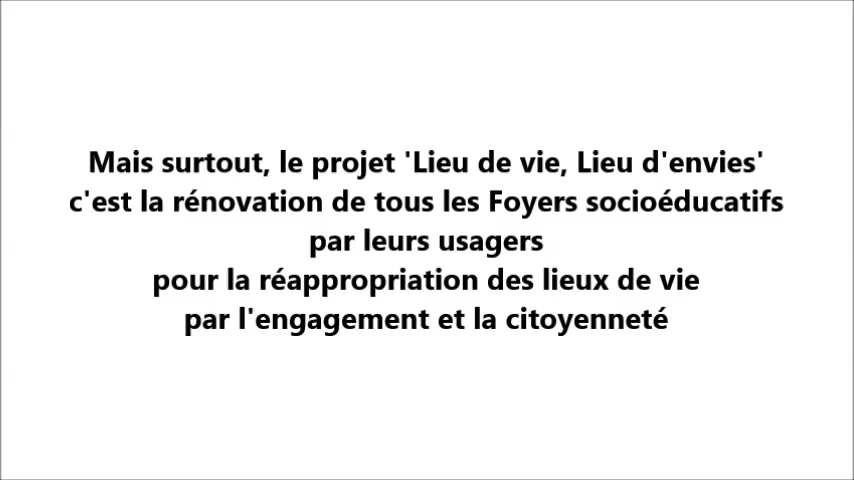 Mais surtout, le projet 'Lieu de vie, Lieu d'envies'
c'est la rénovation de tous les Foyers socioéducatifs
par leurs usagers
pour la réappropriation des lieux de vie
par l'engagement et la citoyenneté